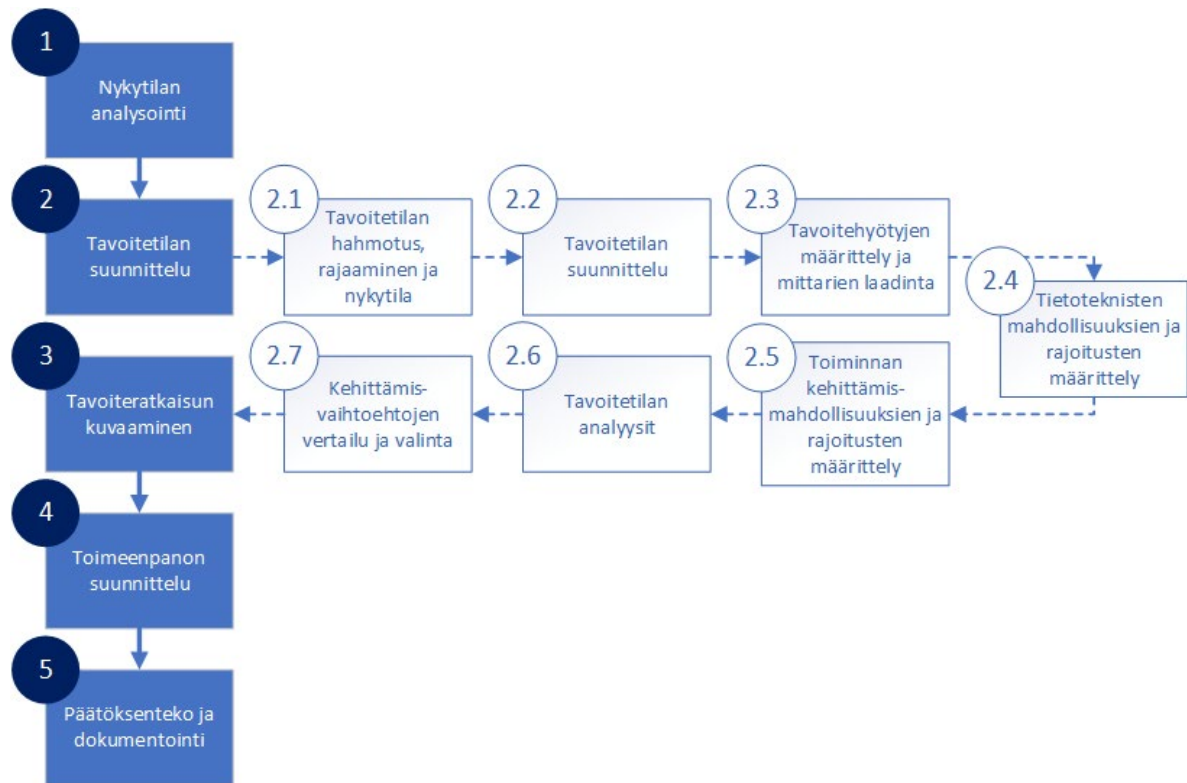 1
Nykytilan
analysointi
2
Tavoitetilan
suunnittelu
2.1
Tavoitetilan
hahmotus,
rajaaminen ja
nykytila
2.2
Tavoitetilan
suunnittelu
2.3
Tavoitehyötyjen
määrittely ja
mittarien laadinta
2.4
Tietoteknisten
mahdollisuuksien ja
rajoitusten
määrittely
2.5
Toiminnan
kehittämis-
mahdollisuuksien ja
rajoitusten
määrittely
2.6
Tavoitetilan
analyysit
2.7
Kehittämis-
vaihtoehtojen
vertailu ja valinta
3
Tavoiteratkaisun
kuvaaminen
4
Toimeenpanon
suunnittelu
5
Päätöksenteko ja
dokumentointi